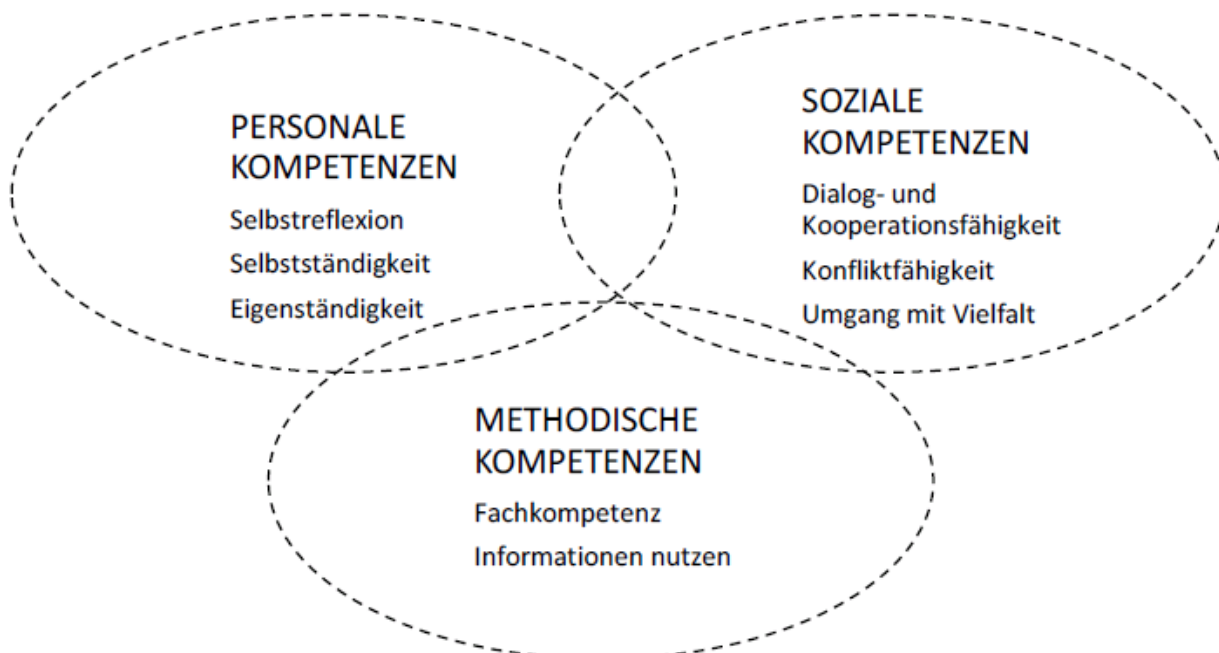 PERSONALE
KOMPETENZEN
Selbstreflexion
Selbstständigkeit
Eigenständigkeit
SOZIALE
KOMPETENZEN
Dialog- und
Kooperationsfähigkeit
Konfliktfähigkeit
Umgang mit Vielfalt
METHODISCHE
KOMPETENZEN
Fachkompetenz
Informationen nutzen